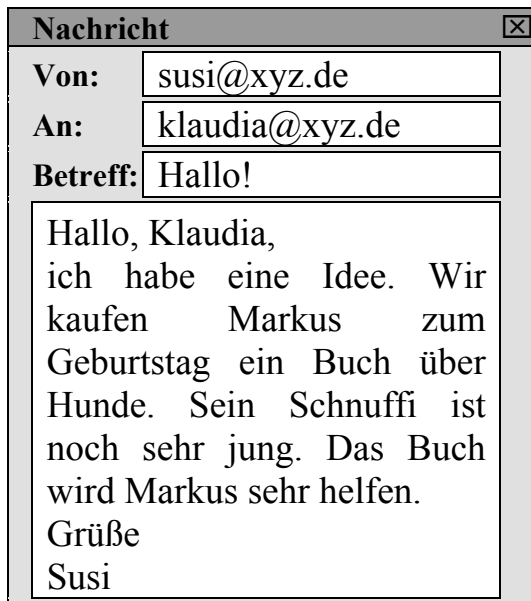 Nachricht
Von: susi@xyz.de
An: klaudia@xyz.de
Betreff: Hallo!
Hallo, Klaudia,
ich habe eine Idee. Wir
kaufen Markus zum
Geburtstag ein Buch über
Hunde. Sein Schnuffi ist
noch sehr jung. Das Buch
wird Markus sehr helfen.
Grüße
Susi